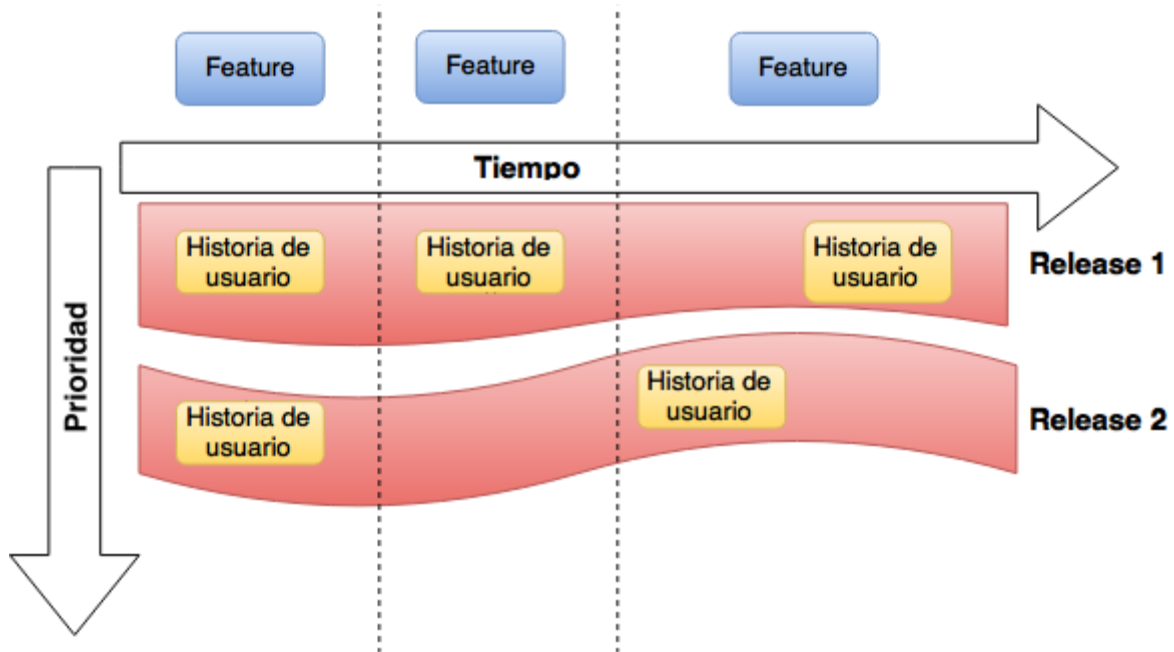 Feature
Feature
Feature
Tiempo
Historia de
usuario
Historia de
usuario
Historia de
usuario
Release 1
Prioridad
Historia de
usuario
Historia de
usuario
Release 2